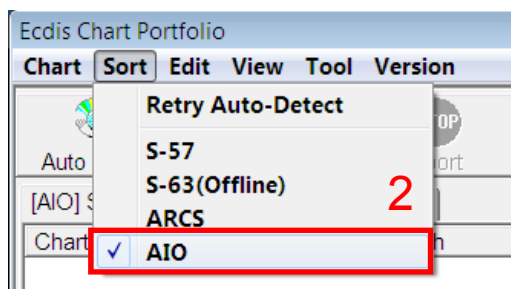 Ecdis Chart Portfolio
Chart Sort Edit View Tool Version
Retry Auto-Detect
Auto
S-57
S-63(Offline)
2
[AIO]
ARCS
Chart
AIO